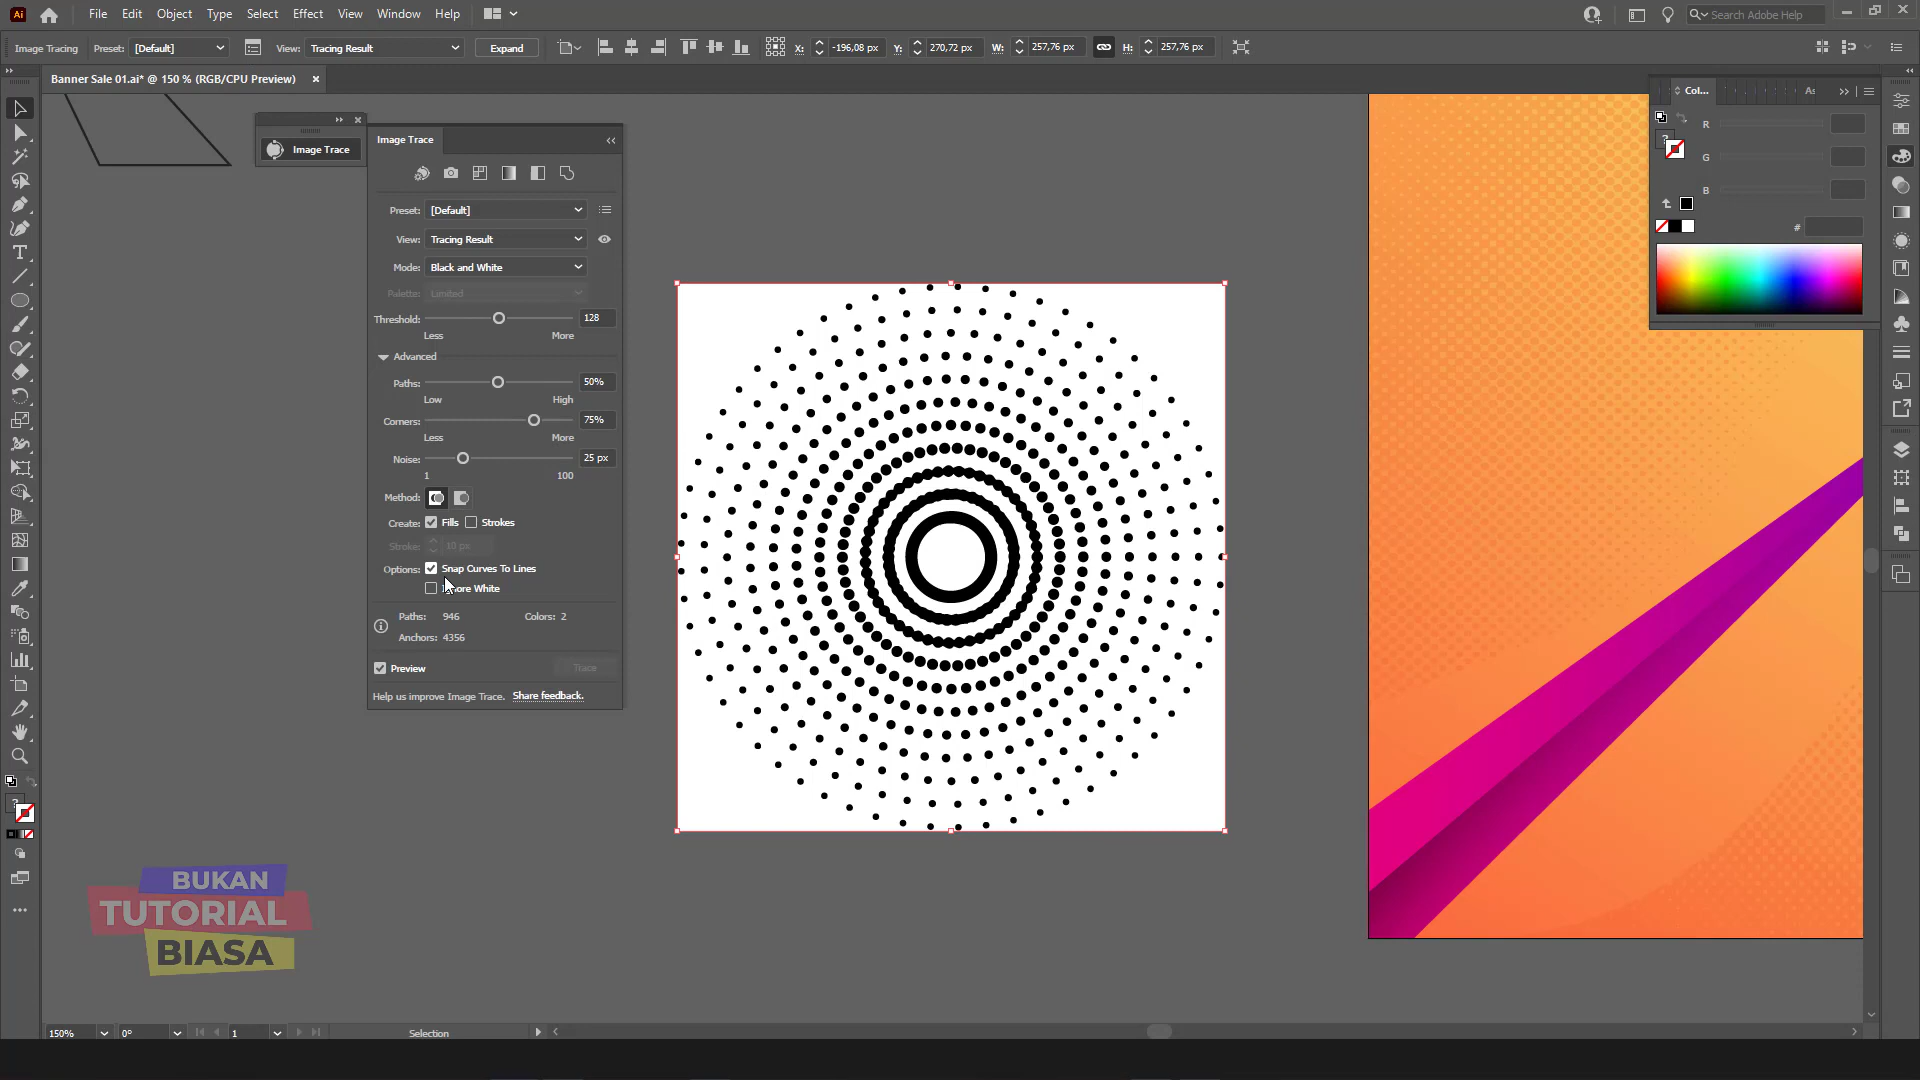 Ai File Edit Object Type Select Effect View Window Help Search Adobe Help
Image Tracing Preset: [Default] View: Tracing Result Expand X: -196,08 px Y: 270,72 px W: 257,76 px H: 257,76 px
Banner Sale 01.ai* @ 150 % (RGB/CPU Preview) ×
Image Trace
Image Trace
Preset: [Default]
View: Tracing Result
Mode: Black and White
Palette: Limited
Threshold: 128
Less More
Advanced
Paths: 50%
Low High
Corners: 75%
Less More
Noise: 25 px
1 100
Method:
Create: Fills Strokes
Stroke: 10 px
Options: Snap Curves To Lines
White
Paths: 946 Colors: 2
Anchors: 4356
Preview Trace
Help us improve Image Trace. Share feedback.
Col...
R
G
B
#
BUKAN
TUTORIAL
BIASA
150% 0° 1 Selection